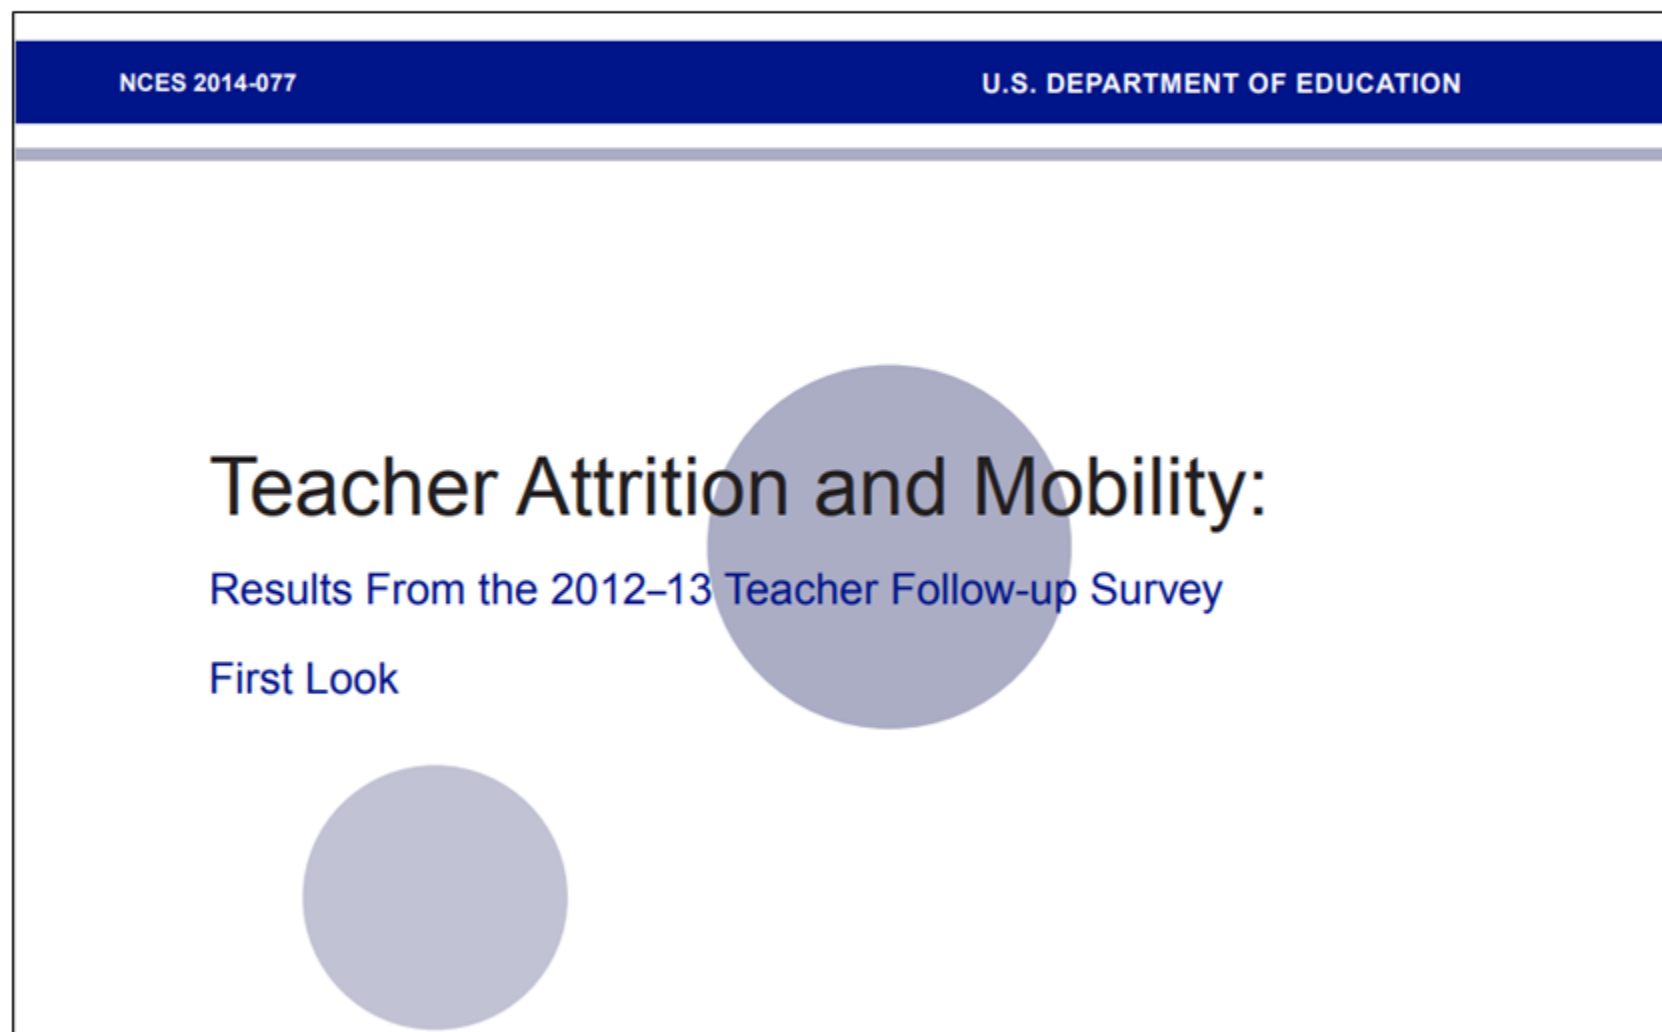 NCES 2014-077 U.S. DEPARTMENT OF EDUCATION
Teacher Attrition and Mobility:
Results From the 2012–13 Teacher Follow-up Survey
First Look